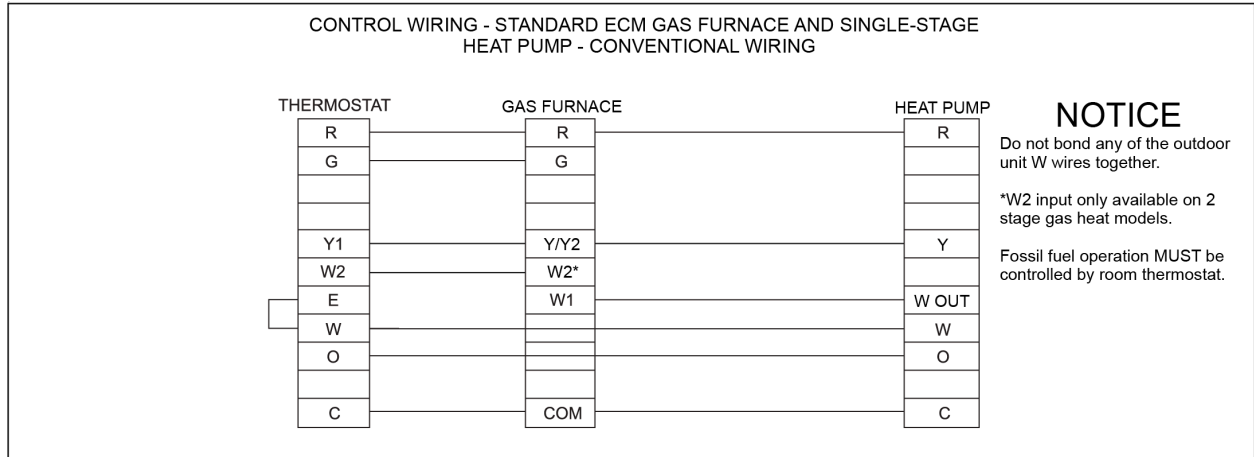 CONTROL WIRING - STANDARD ECM GAS FURNACE AND SINGLE-STAGE
HEAT PUMP - CONVENTIONAL WIRING
THERMOSTAT
R
G
Y1
W2
E
W
O
C
GAS FURNACE
R
G
Y/Y2
W2*
W1
COM
HEAT PUMP
R
Y
W OUT
W
O
C
NOTICE
Do not bond any of the outdoor
unit W wires together.
*W2 input only available on 2
stage gas heat models.
Fossil fuel operation MUST be
controlled by room thermostat.